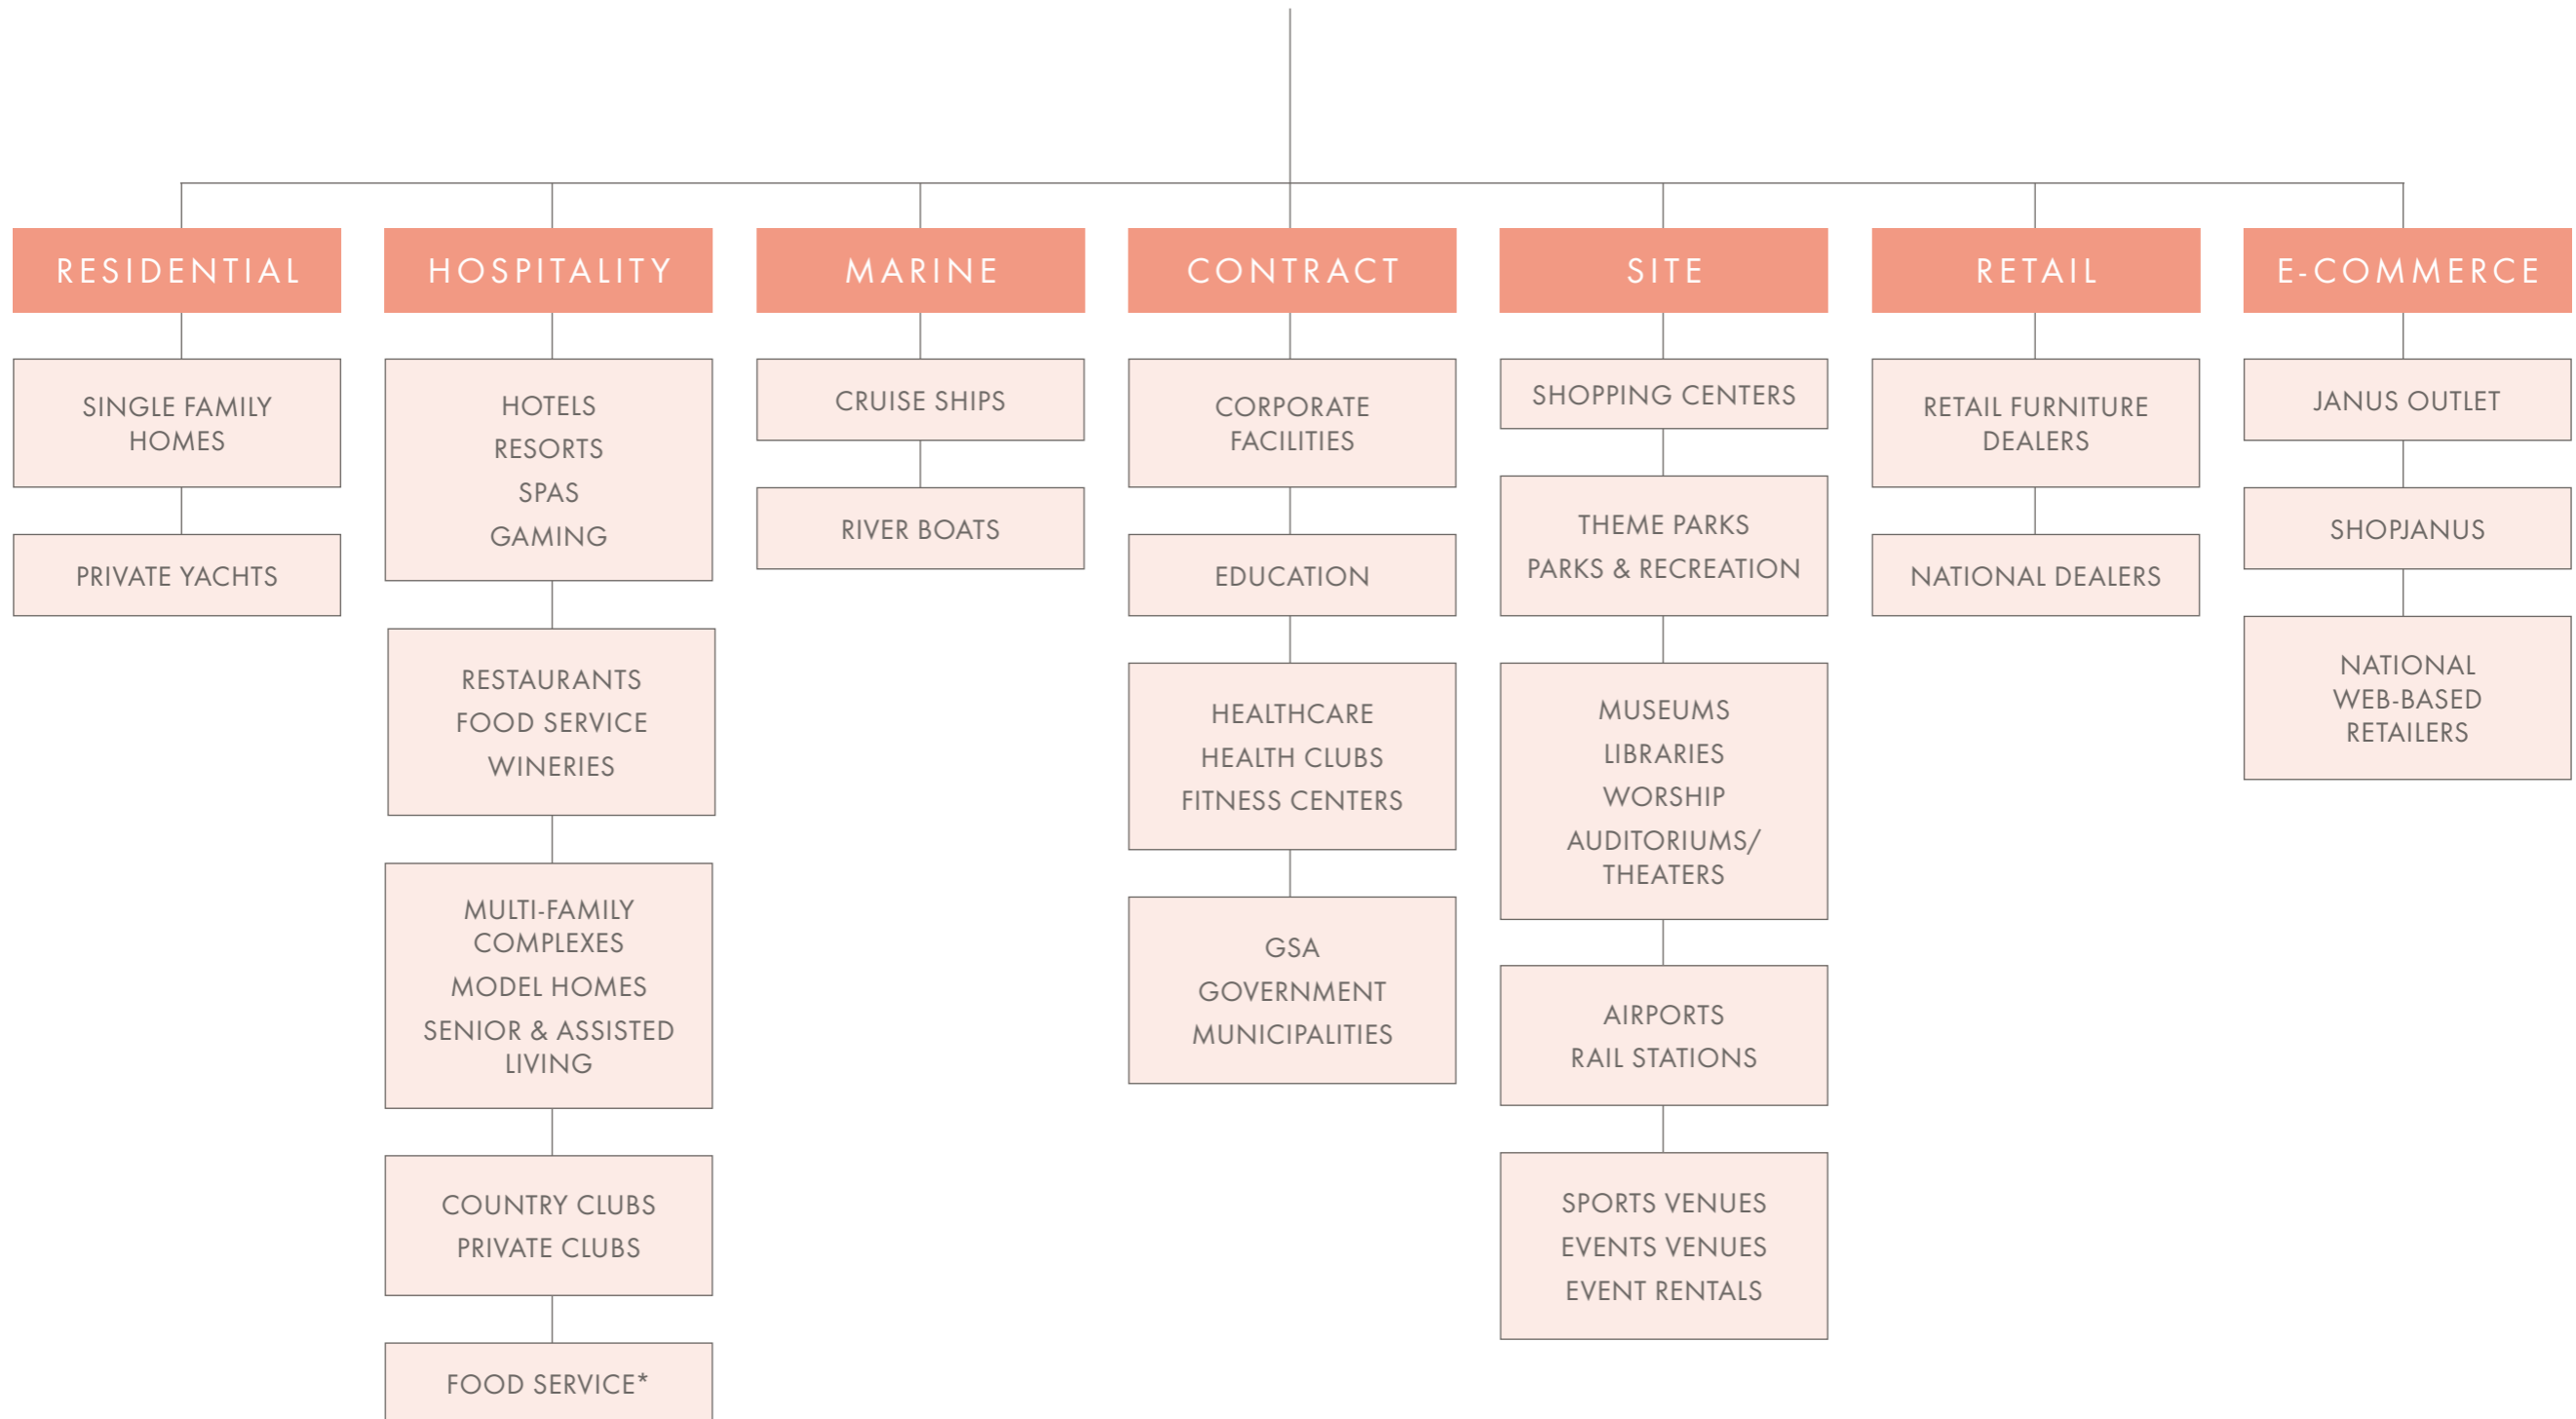 RESIDENTIAL
SINGLE FAMILY
HOMES
PRIVATE YACHTS
HOSPITALITY
HOTELS
RESORTS
SPAS
GAMING
RESTAURANTS
FOOD SERVICE
WINERIES
MULTI-FAMILY
COMPLEXES
MODEL HOMES
SENIOR & ASSISTED
LIVING
COUNTRY CLUBS
PRIVATE CLUBS
FOOD SERVICE*
MARINE
CRUISE SHIPS
RIVER BOATS
CONTRACT
CORPORATE
FACILITIES
EDUCATION
HEALTHCARE
HEALTH CLUBS
FITNESS CENTERS
GSA
GOVERNMENT
MUNICIPALITIES
SITE
SHOPPING CENTERS
THEME PARKS
PARKS & RECREATION
MUSEUMS
LIBRARIES
WORSHIP
AUDITORIUMS/
THEATERS
AIRPORTS
RAIL STATIONS
SPORTS VENUES
EVENTS VENUES
EVENT RENTALS
RETAIL
RETAIL FURNITURE
DEALERS
NATIONAL DEALERS
E-COMMERCE
JANUS OUTLET
SHOPJANUS
NATIONAL
WEB-BASED
RETAILERS